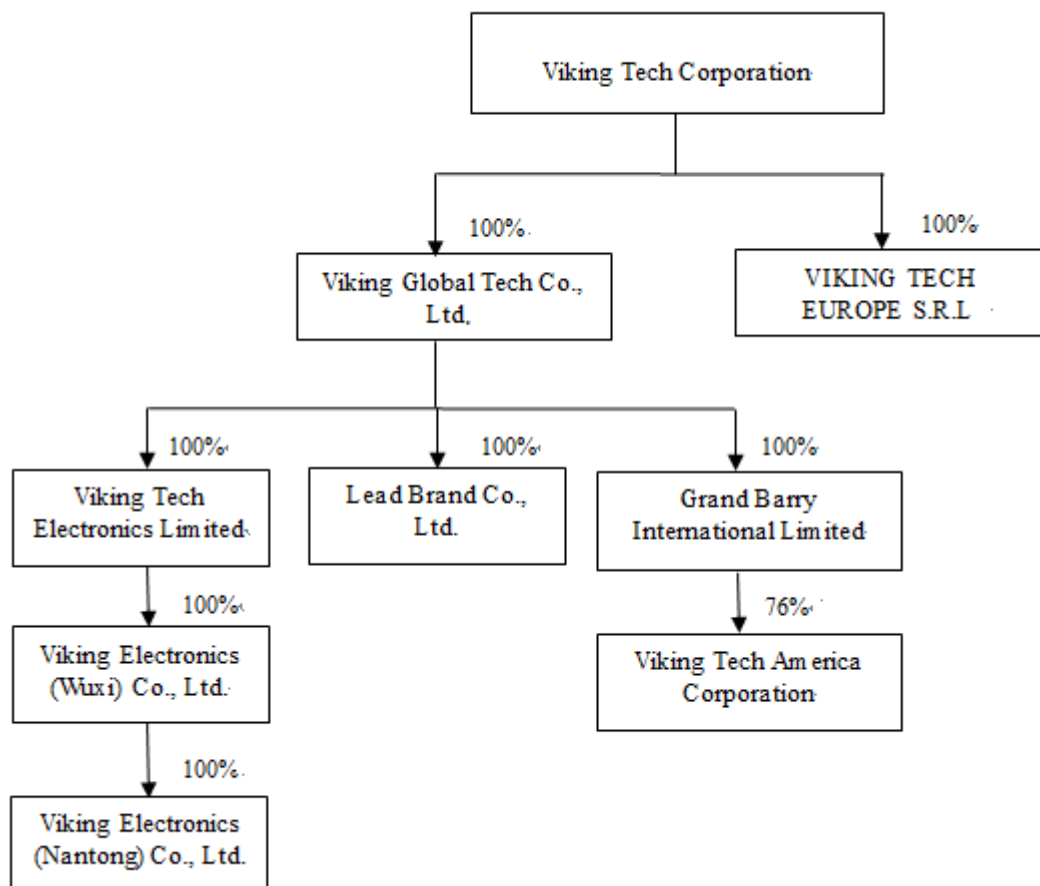 Viking Tech Corporation
100%
100%
Viking Global Tech Co.,
Ltd.
VIKING TECH
EUROPE S.R.L
100%
100%
100%
Viking Tech
Electronics Limited
Lead Brand Co.,
Ltd.
Grand Barry
International Limited
100%
76%
Viking Electronics
(Wuxi) Co., Ltd.
Viking Tech America
Corporation
100%
Viking Electronics
(Nantong) Co., Ltd.